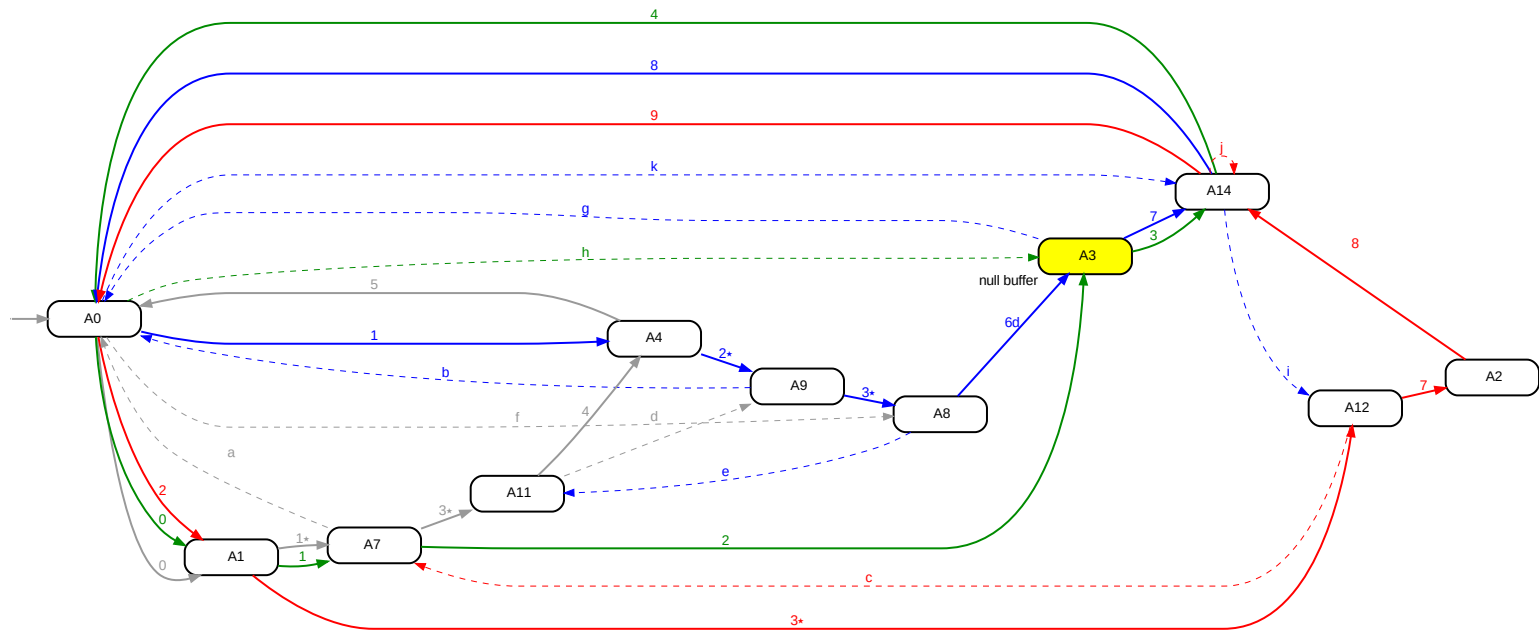 4
8
9
j
k
A14
g
7
3
h
A3
8
null buffer
5
A0
6d
1
A4
2⋆
i
A2
b
A9
3⋆
7
A12
f
4
d
A8
a
e
2
A11
3⋆
0
1⋆
2
A7
A1
1
0
c
3⋆